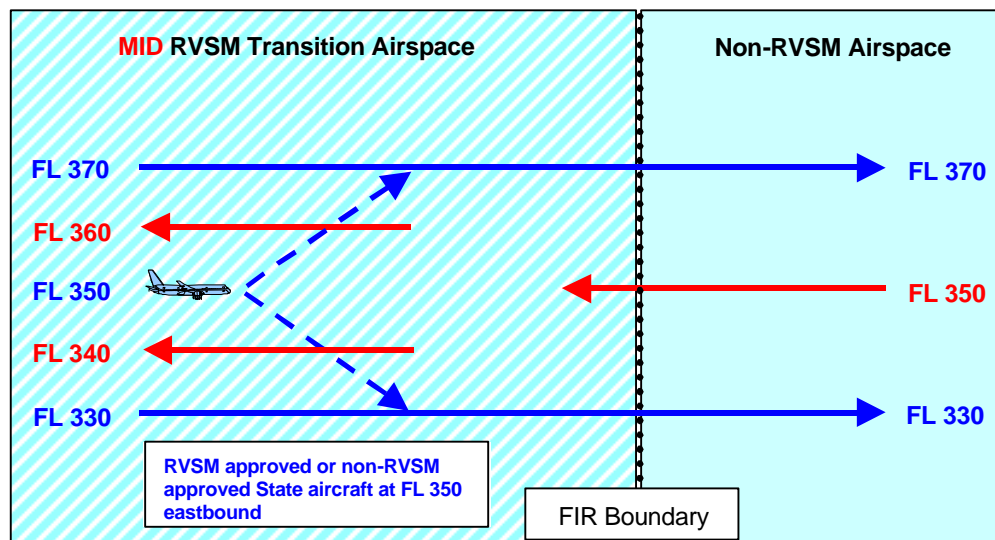 MID RVSM Transition Airspace
Non-RVSM Airspace
FL 370
FL 370
FL 360
FL 350
FL 350
FL 340
FL 330
FL 330
RVSM approved or non-RVSM
approved State aircraft at FL 350
eastbound
FIR Boundary